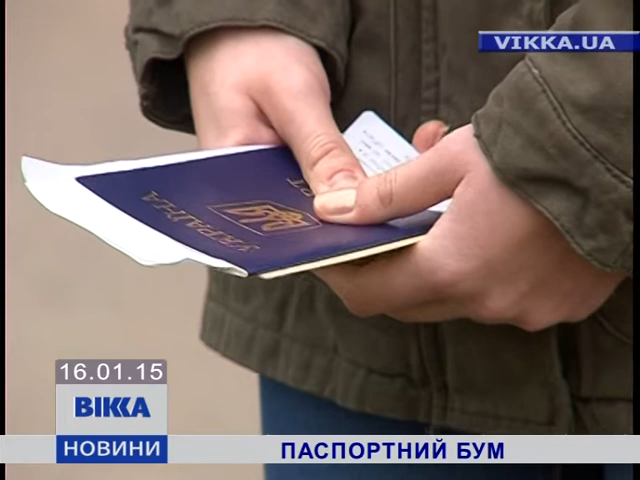 VIKKA.UA
УКРАЇНА
16.01.15
ВІККА
НОВИНИ
ПАСПОРТНИЙ БУМ